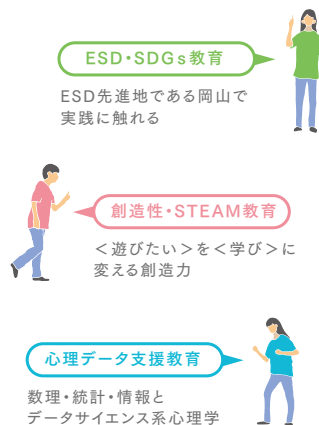 ESD・SDGs教育
ESD先進地である岡山で
実践に触れる
創造性・STEAM教育
＜遊びたい＞を＜学び＞に
変える創造力
心理データ支援教育
数理・統計・情報と
データサイエンス系心理学